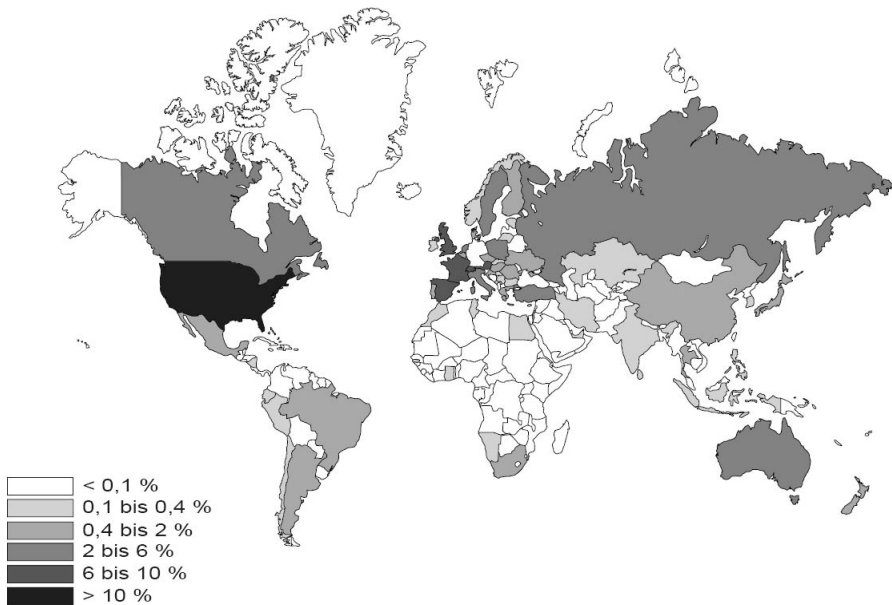 < 0,1 %
0,1 bis 0,4 %
0,4 bis 2 %
2 bis 6 %
6 bis 10 %
> 10 %